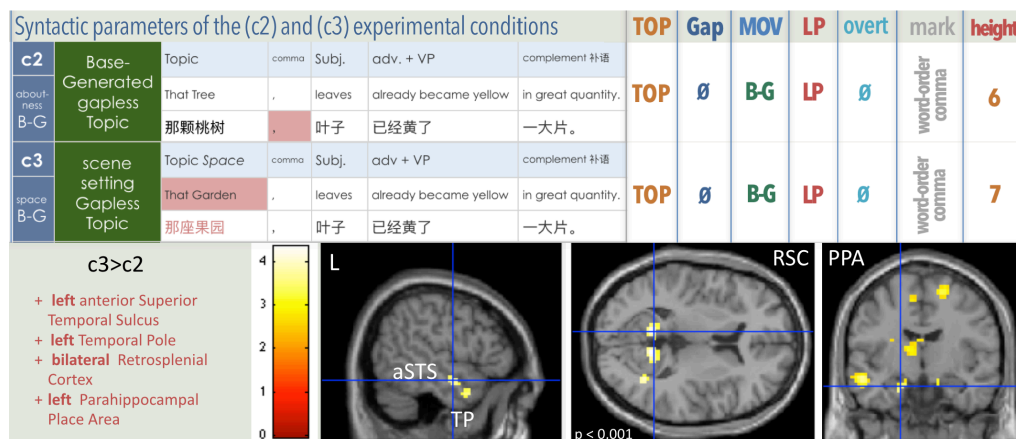 Syntactic parameters of the (c2) and (c3) experimental conditions TOP Gap MOV LP overt mark height
c2 Base-Generated gapless Topic Topic comma Subj. adv. + VP complement 补语
about-ness B-G That Tree , leaves already became yellow in great quantity. TOP Ø B-G LP Ø word-order comma 6
那颗桃树 , 叶子 已经黄了 一大片。
c3 scene setting Gapless Topic Topic Space comma Subj. adv + VP complement 补语
space B-G That Garden , leaves already became yellow in great quantity. TOP Ø B-G LP Ø word-order comma 7
那座果园 , 叶子 已经黄了 一大片。
c3>c2
+ left anterior Superior
Temporal Sulcus
+ left Temporal Pole
+ bilateral Retrosplenial
Cortex
+ left Parahippocampal
Place Area
4
3
2
1
0
L
aSTS
TP
RSC
p < 0.001
PPA